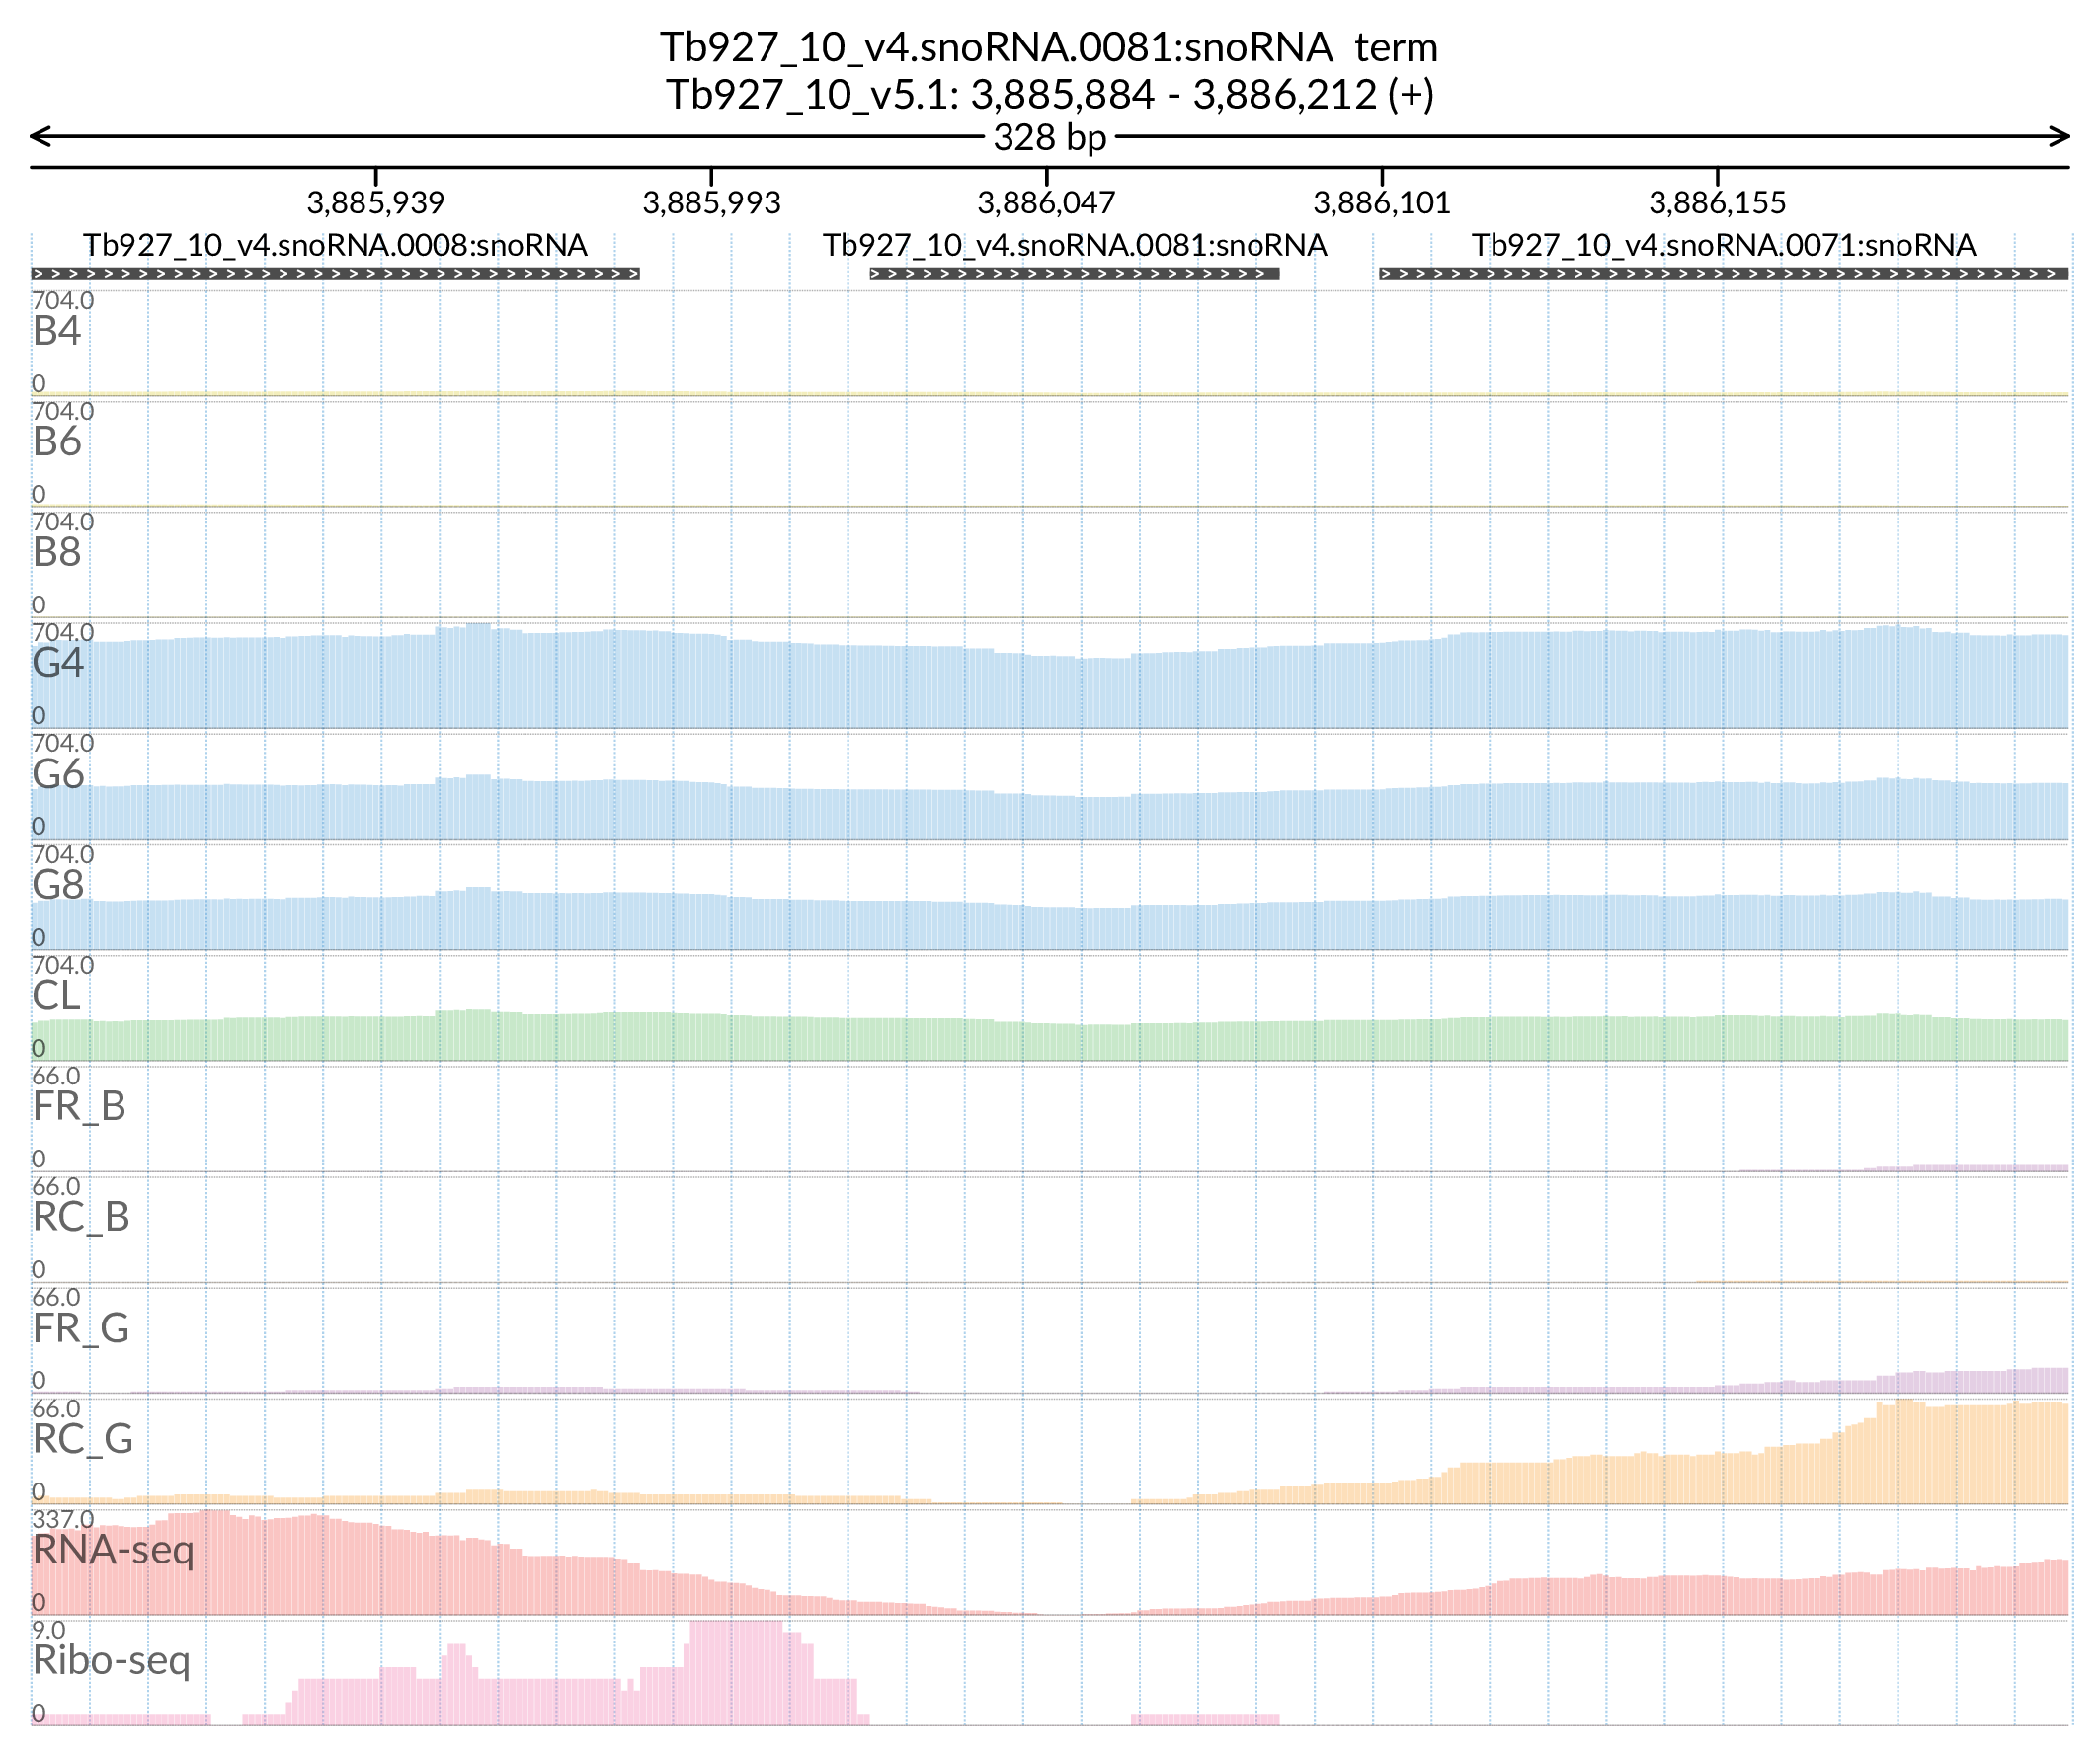 Tb927_10_v4.snoRNA.0081:snoRNA  term
Tb927_10_v5.1: 3,885,884 - 3,886,212 (+)
328 bp
3,885,939 3,885,993 3,886,047 3,886,101 3,886,155
Tb927_10_v4.snoRNA.0008:snoRNA Tb927_10_v4.snoRNA.0081:snoRNA Tb927_10_v4.snoRNA.0071:snoRNA
704.0
B4
0
704.0
B6
0
704.0
B8
0
704.0
G4
0
704.0
G6
0
704.0
G8
0
704.0
CL
0
66.0
FR_B
0
66.0
RC_B
0
66.0
FR_G
0
66.0
RC_G
0
337.0
RNA-seq
0
9.0
Ribo-seq
0